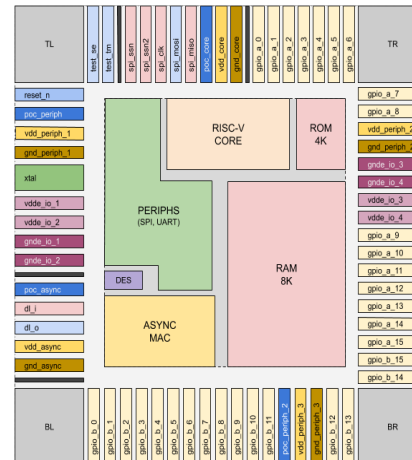 TL
test_se
test_tm
spi_ssn
spi_ssn2
spi_clk
spi_mosi
spi_miso
poc_core
vdd_core
gnd_core
gpio_a_0
gpio_a_1
gpio_a_2
gpio_a_3
gpio_a_4
gpio_a_5
gpio_a_6
TR
reset_n
poc_periph
vdd_periph_1
gnd_periph_1
xtal
vdde_io_1
vdde_io_2
gnde_io_1
gnde_io_2
poc_async
dl_i
dl_o
vdd_async
gnd_async
RISC-V
CORE
ROM
4K
PERIPHS
(SPI, UART)
RAM
8K
DES
ASYNC
MAC
gpio_a_7
gpio_a_8
vdd_periph_2
gnd_periph_2
gnde_io_3
gnde_io_4
vdde_io_3
vdde_io_4
gpio_a_9
gpio_a_10
gpio_a_11
gpio_a_12
gpio_a_13
gpio_a_14
gpio_a_15
gpio_b_15
gpio_b_14
BL
gpio_b_0
gpio_b_1
gpio_b_2
gpio_b_3
gpio_b_4
gpio_b_5
gpio_b_6
gpio_b_7
gpio_b_8
gpio_b_9
gpio_b_10
gpio_b_11
poc_periph_2
vdd_periph_3
gnd_periph_3
gpio_b_12
gpio_b_13
BR